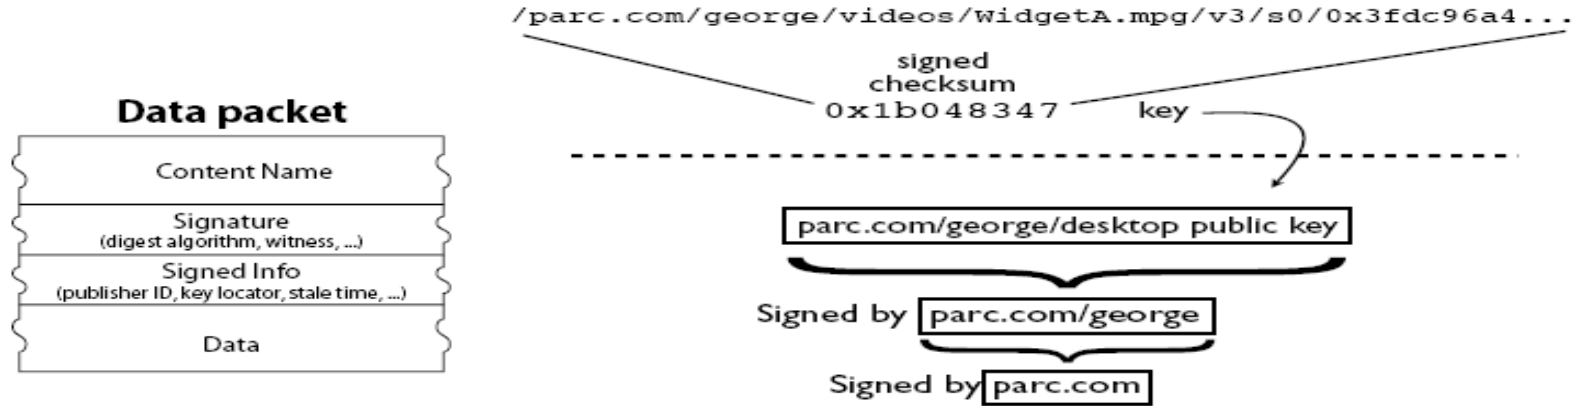 /parc.com/george/videos/WidgetA.mpg/v3/s0/0x3fdc96a4...
signed
checksum
0x1b048347
key
Data packet
Content Name
Signature
(digest algorithm, witness, ...)
Signed Info
(publisher ID, key locator, stale time, ...)
Data
parc.com/george/desktop public key
Signed by parc.com/george
Signed by parc.com